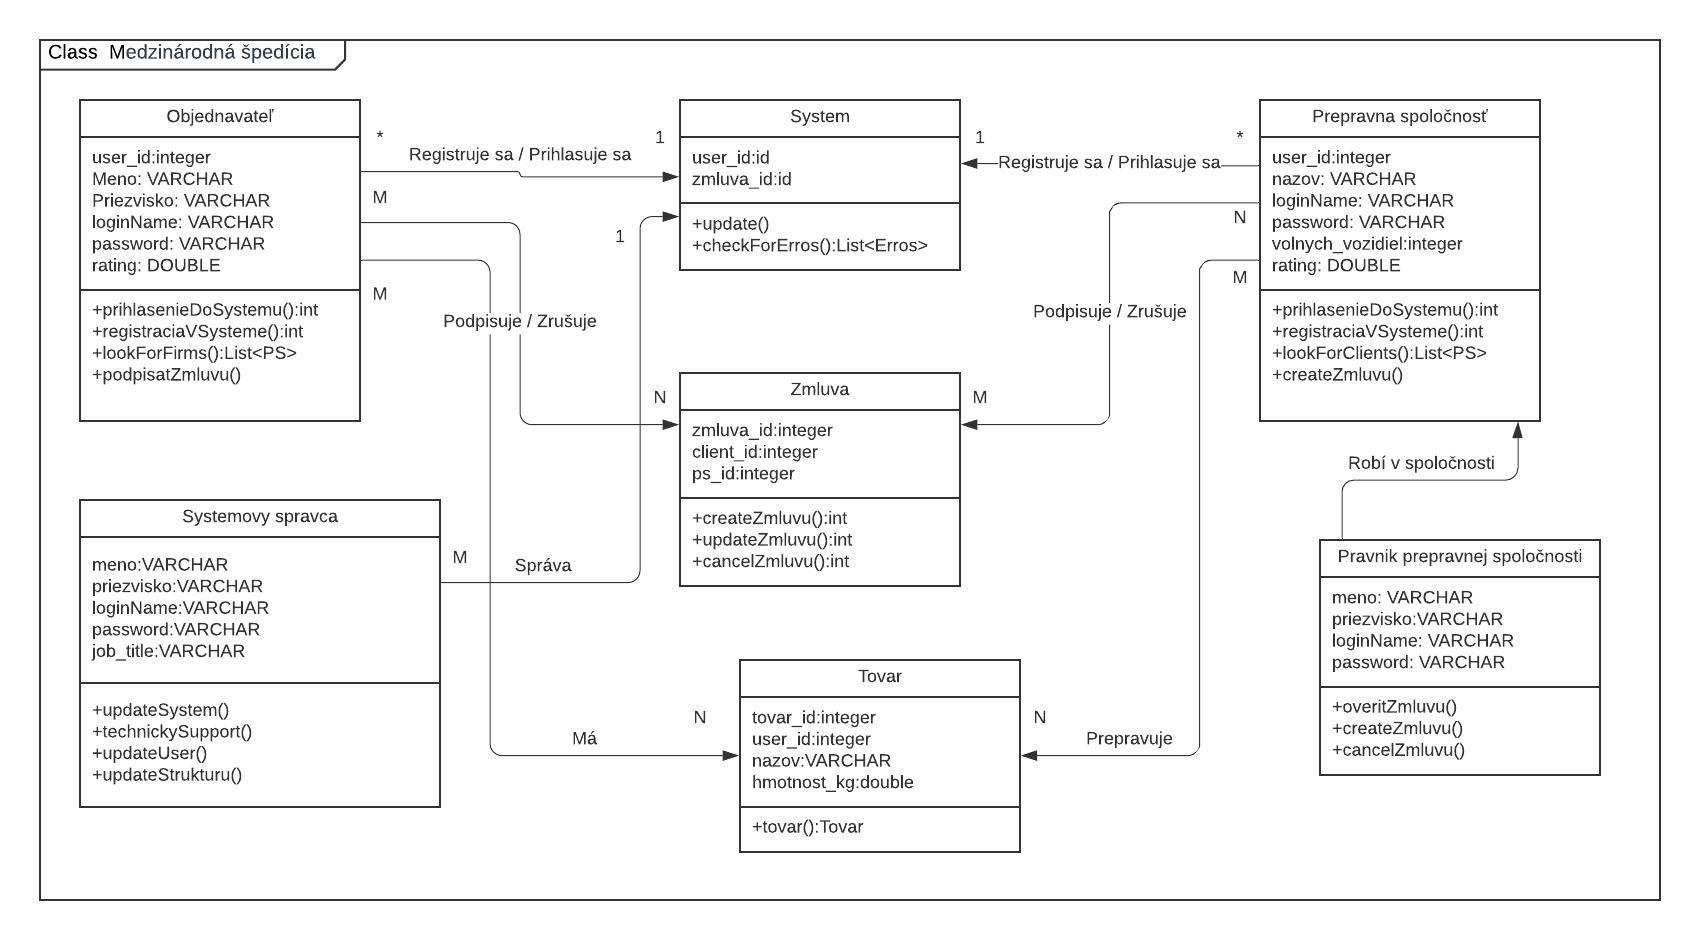 Class  Medzinárodná špedícia
Objednavateľ
user_id:integer
Meno: VARCHAR
Priezvisko: VARCHAR
loginName: VARCHAR
password: VARCHAR
rating: DOUBLE
+prihlasenieDoSystemu():int
+registraciaVSysteme():int
+lookForFirms():List<PS>
+podpisatZmluvu()
*
Registruje sa / Prihlasuje sa
1
M
M
Podpisuje / Zrušuje
N
1
System
user_id:id
zmluva_id:id
+update()
+checkForErros():List<Erros>
1
Registruje sa / Prihlasuje sa
*
N
M
Podpisuje / Zrušuje
M
Prepravna spoločnosť
user_id:integer
nazov: VARCHAR
loginName: VARCHAR
password: VARCHAR
volnych_vozidiel:integer
rating: DOUBLE
+prihlasenieDoSystemu():int
+registraciaVSysteme():int
+lookForClients():List<PS>
+createZmluvu()
Zmluva
zmluva_id:integer
client_id:integer
ps_id:integer
+createZmluvu():int
+updateZmluvu():int
+cancelZmluvu():int
Robí v spoločnosti
Systemovy spravca
meno:VARCHAR
priezvisko:VARCHAR
loginName:VARCHAR
password:VARCHAR
job_title:VARCHAR
+updateSystem()
+technickySupport()
+updateUser()
+updateStrukturu()
M
Správa
Pravnik prepravnej spoločnosti
meno: VARCHAR
priezvisko:VARCHAR
loginName: VARCHAR
password: VARCHAR
+overitZmluvu()
+createZmluvu()
+cancelZmluvu()
N
Má
Tovar
tovar_id:integer
user_id:integer
nazov:VARCHAR
hmotnost_kg:double
+tovar():Tovar
N
Prepravuje